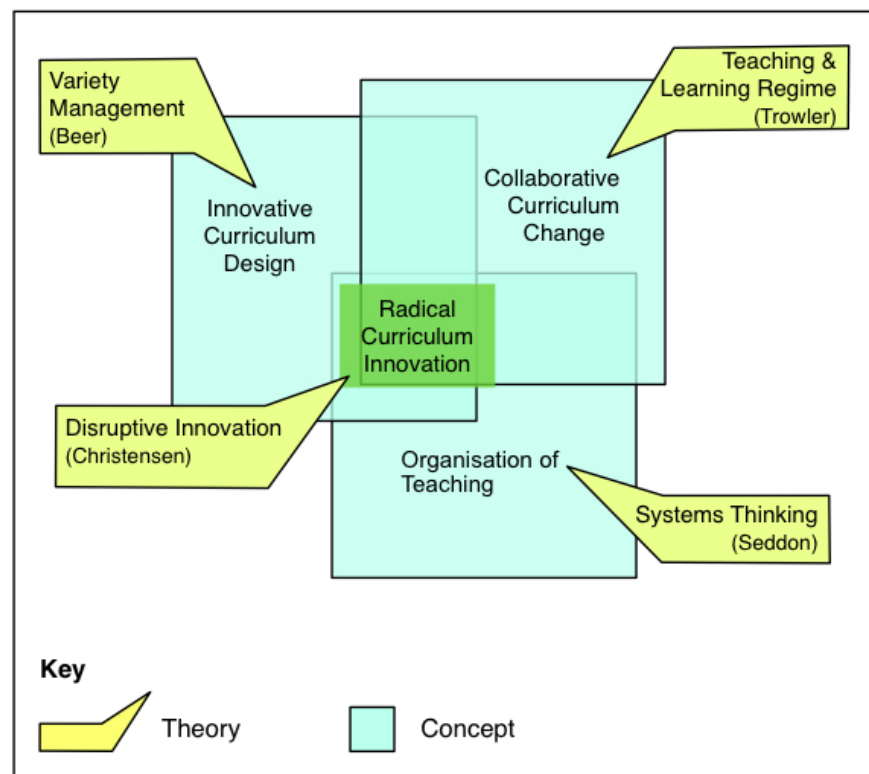 Variety
Management
(Beer)
Teaching &
Learning Regime
(Trowler)
Innovative
Curriculum
Design
Collaborative
Curriculum
Change
Radical
Curriculum
Innovation
Disruptive Innovation
(Christensen)
Organisation of
Teaching
Systems Thinking
(Seddon)
Key
Theory
Concept